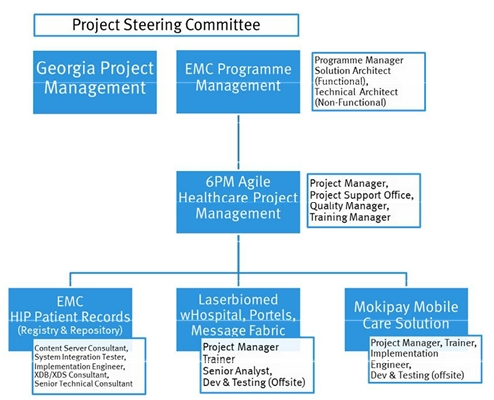 Project Steering Committee
Georgia Project
Management
EMC Programme
Management
Programme Manager
Solution Architect
(Functional),
Technical Architect
(Non-Functional)
6PM Agile
Healthcare Project
Management
Project Manager,
Project Support Office,
Quality Manager,
Training Manager
EMC
HIP Patient Records
(Registry & Repository)
Content Server Consultant,
System Integration Tester,
Implementation Engineer,
XDB/XDS Consultant,
Senior Technical Consultant
Laserbiomed
wHospital, Portels,
Message Fabric
Project Manager
Trainer
Senior Analyst,
Dev & Testing (Offsite)
Mokipay Mobile
Care Solution
Project Manager, Trainer,
Implementation
Engineer,
Dev & Testing (offsite)